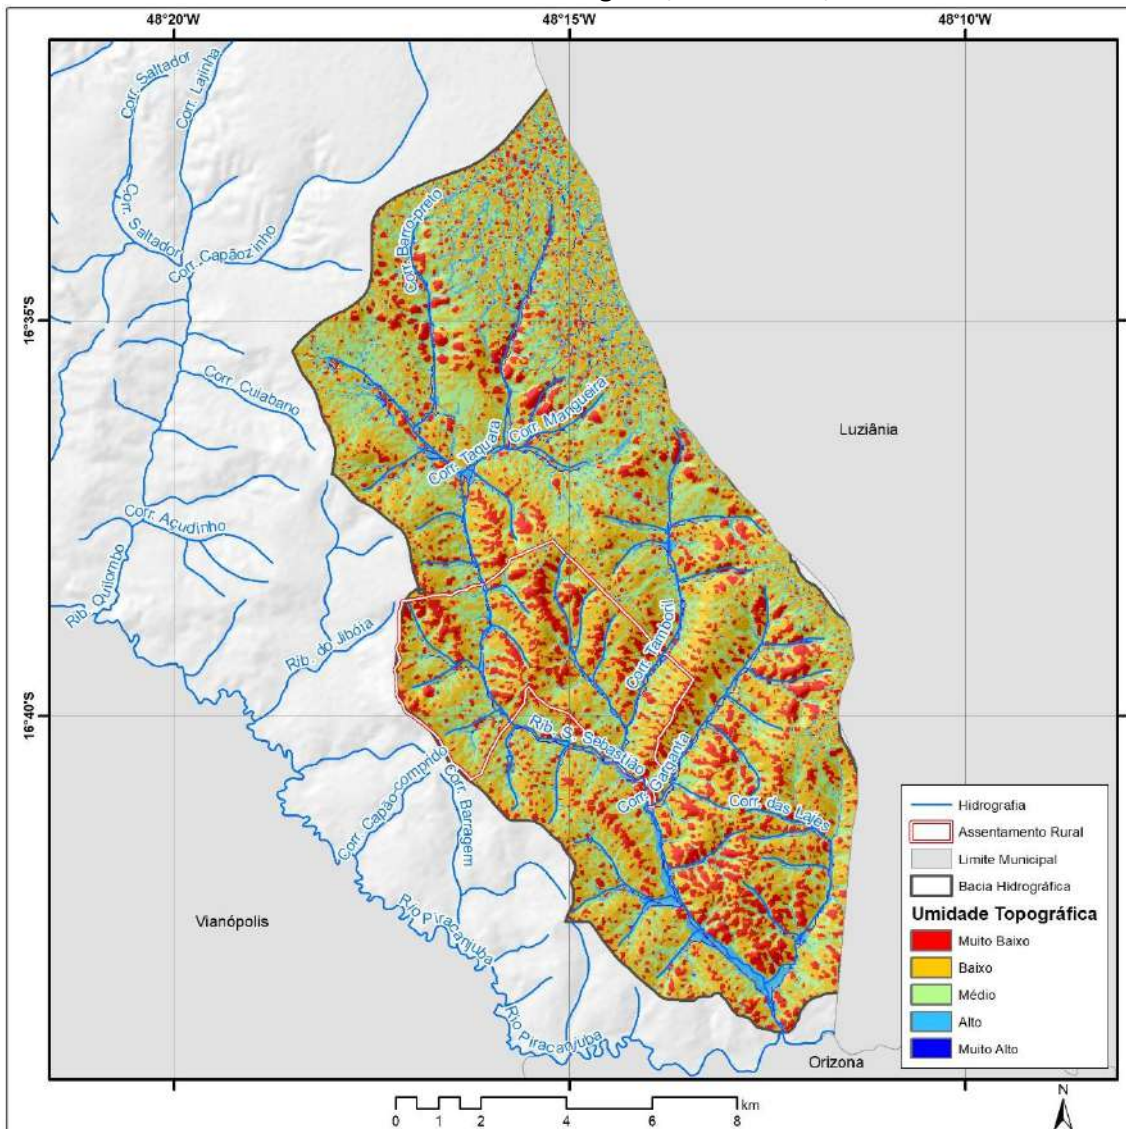 48°20'W 48°15'W 48°10'W
Corr. Saltador
Corr. Lajinha
Corr. Saltador
Corr. Capãozinho
Corr. Barro-preto
16°35'S
Corr. Cuiabano
Corr. Mangueira
Corr. Taquara
Luziânia
Corr. Açudinho
Rib. Quilombo
Rib. do Jibóia
Corr. Tamboril
16°40'S
Rib. S. Sebastião
Corr. Garganta
Corr. Capão-comprido
Corr. Barragem
Corr. das Lajes
Vianópolis
Rio Piracanjuba
Rio Piracanjuba
Orizona
Hidrografia
Assentamento Rural
Limite Municipal
Bacia Hidrográfica
Umidade Topográfica
Muito Baixo
Baixo
Médio
Alto
Muito Alto
km
0 1 2 4 6 8
N